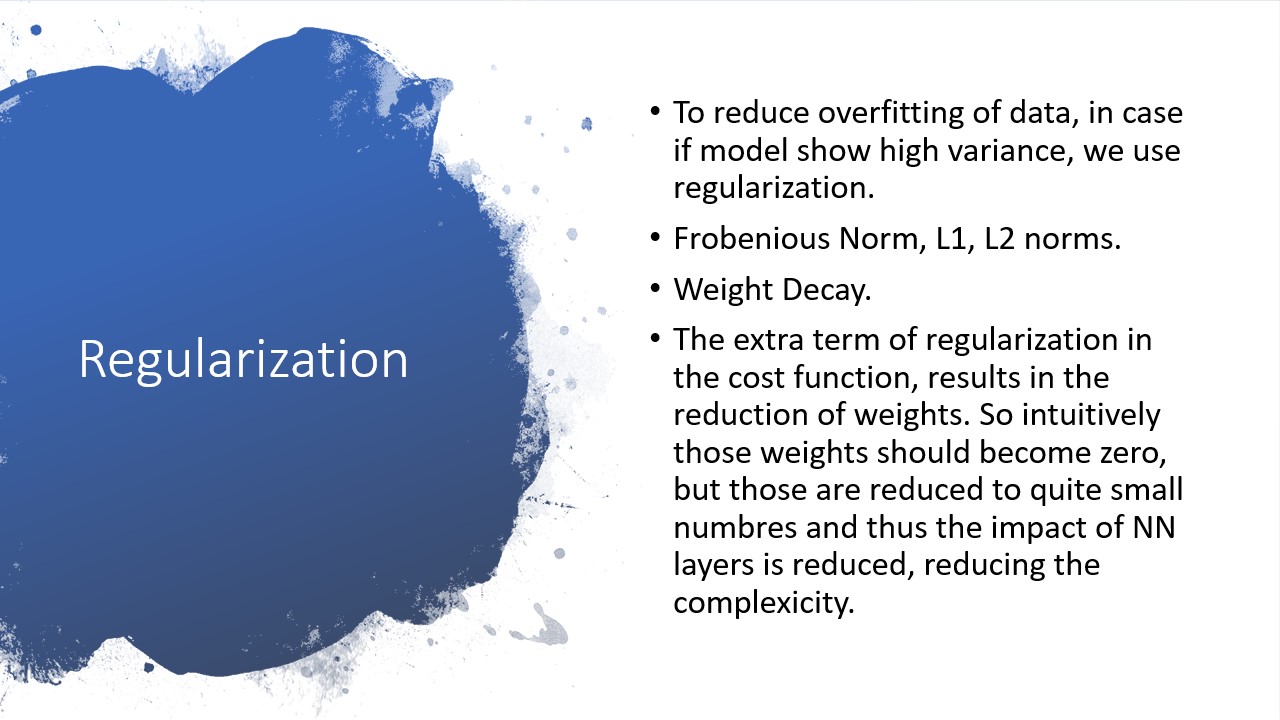 Regularization
• To reduce overfitting of data, in case
if model show high variance, we use
regularization.
• Frobenious Norm, L1, L2 norms.
• Weight Decay.
• The extra term of regularization in
the cost function, results in the
reduction of weights. So intuitively
those weights should become zero,
but those are reduced to quite small
numbres and thus the impact of NN
layers is reduced, reducing the
complexicity.